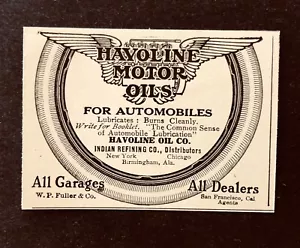 HAVOLINE
MOTOR
OILS
FOR AUTOMOBILES
Lubricates: Burns Cleanly.
Write for Booklet. "The Common Sense
of Automobile Lubrication"
HAVOLINE OIL CO.
INDIAN REFINING CO., Distributors
New York Chicago
Birmingham, Ala.
All Garages All Dealers
W. P. Fuller & Co. San Francisco, Cal.
Agents